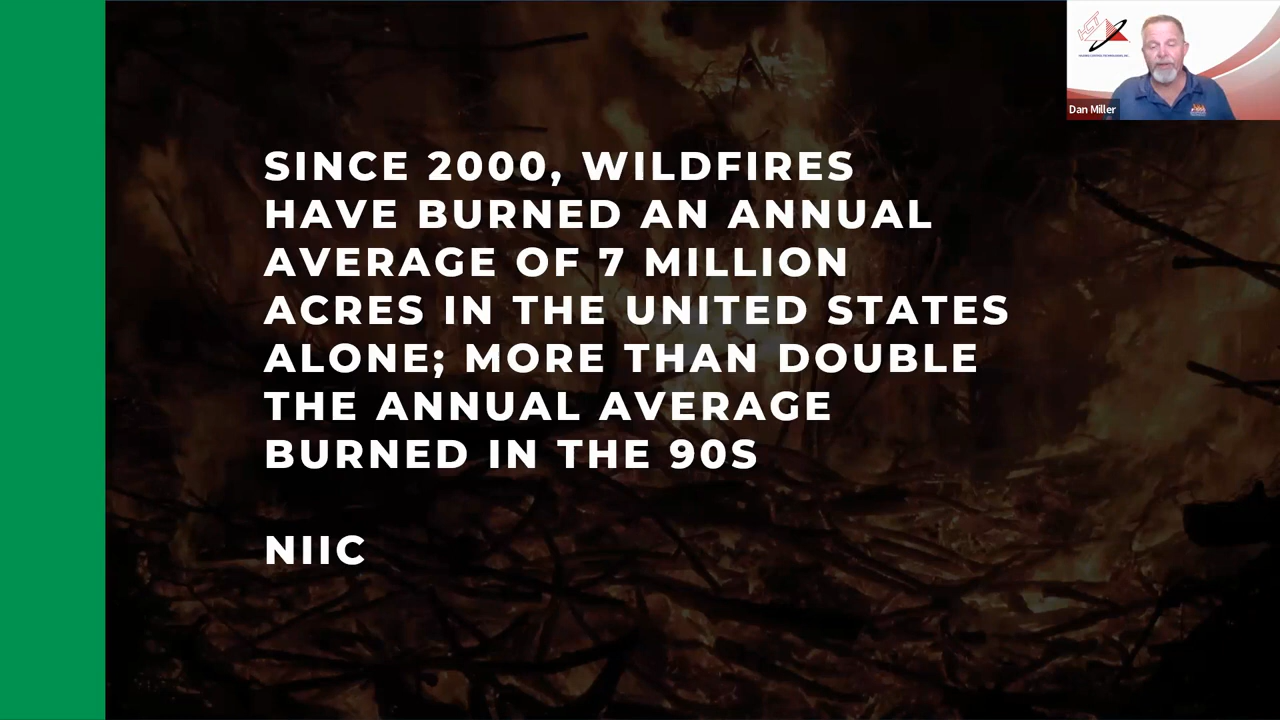 SINCE 2000, WILDFIRES
HAVE BURNED AN ANNUAL
AVERAGE OF 7 MILLION
ACRES IN THE UNITED STATES
ALONE; MORE THAN DOUBLE
THE ANNUAL AVERAGE
BURNED IN THE 90S
NIIC
Dan Miller